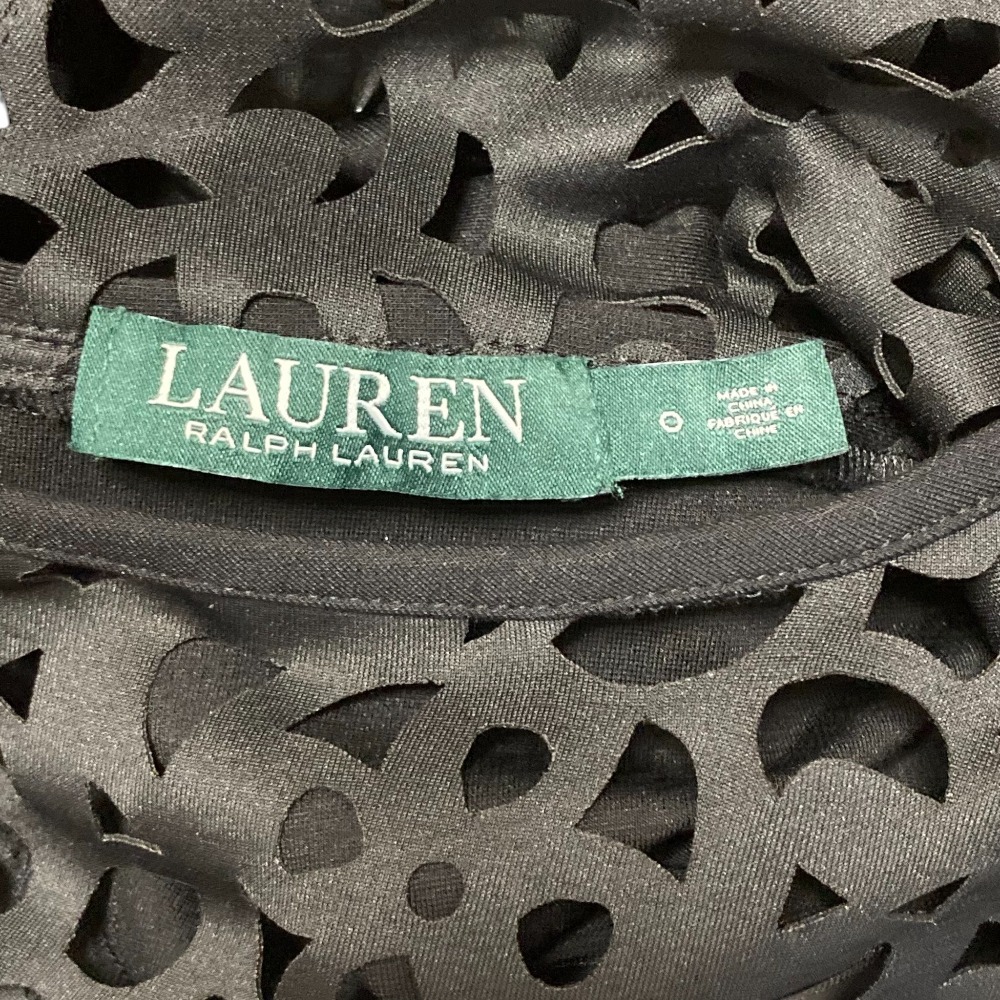 LAUREN
RALPH LAUREN
0
MADE IN
CHINA
FABRIQUE EN
CHINE